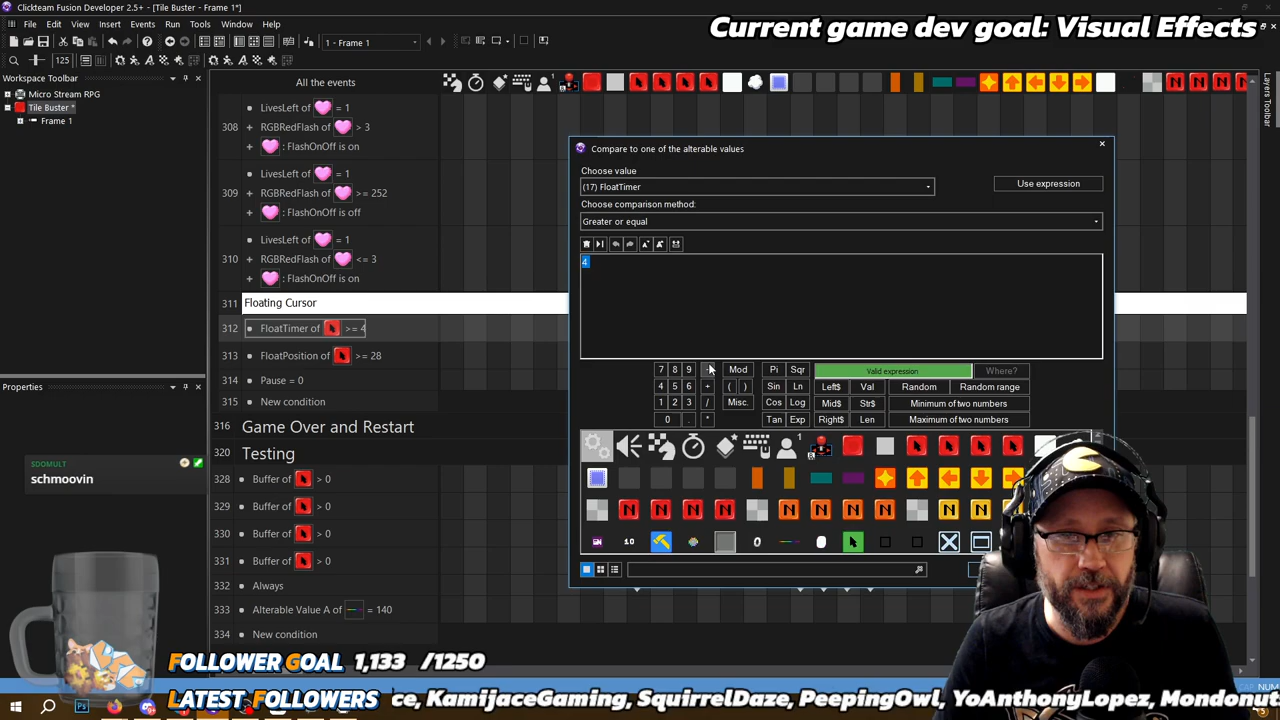 Clickteam Fusion Developer 2.5+ - [Tile Buster - Frame 1*]
Current game dev goal: Visual Effects
File Edit View Insert Events Run Tools Window Help
1 - Frame 1
123
Workspace Toolbar
Micro Stream RPG
Tile Buster *
Frame 1
Layers Toolbar
All the events
LivesLeft of = 1
308 + RGBRedFlash of > 3
+ : FlashOnOff is on
LivesLeft of = 1
309 + RGBRedFlash of >= 252
+ : FlashOnOff is off
LivesLeft of = 1
310 + RGBRedFlash of <= 3
+ : FlashOnOff is on
311 Floating Cursor
312 FloatTimer of >= 4
313 FloatPosition of >= 28
314 Pause = 0
315 New condition
316 Game Over and Restart
320 Testing
328 Buffer of > 0
329 Buffer of > 0
330 Buffer of > 0
331 Buffer of > 0
332 Always
333 Alterable Value A of = 140
334 New condition
Properties
Compare to one of the alterable values
Choose value
(17) FloatTimer
Use expression
Choose comparison method:
Greater or equal
4
7 8 9 - Mod Pi Sqr Valid expression Where?
4 5 6 + ( ) Sin Ln Left$ Val Random Random range
1 2 3 / Misc. Cos Log Mid$ Str$ Minimum of two numbers
0 . * Tan Exp Right$ Len Maximum of two numbers
SDOMULT
schmoovin
FOLLOWER GOAL 1,133 /1250
LATEST FOLLOWERS ce, KamijaceGaming, SquirrelDaze, PeepingOwl, YoAnthonyLopez, Mondonut
NUM